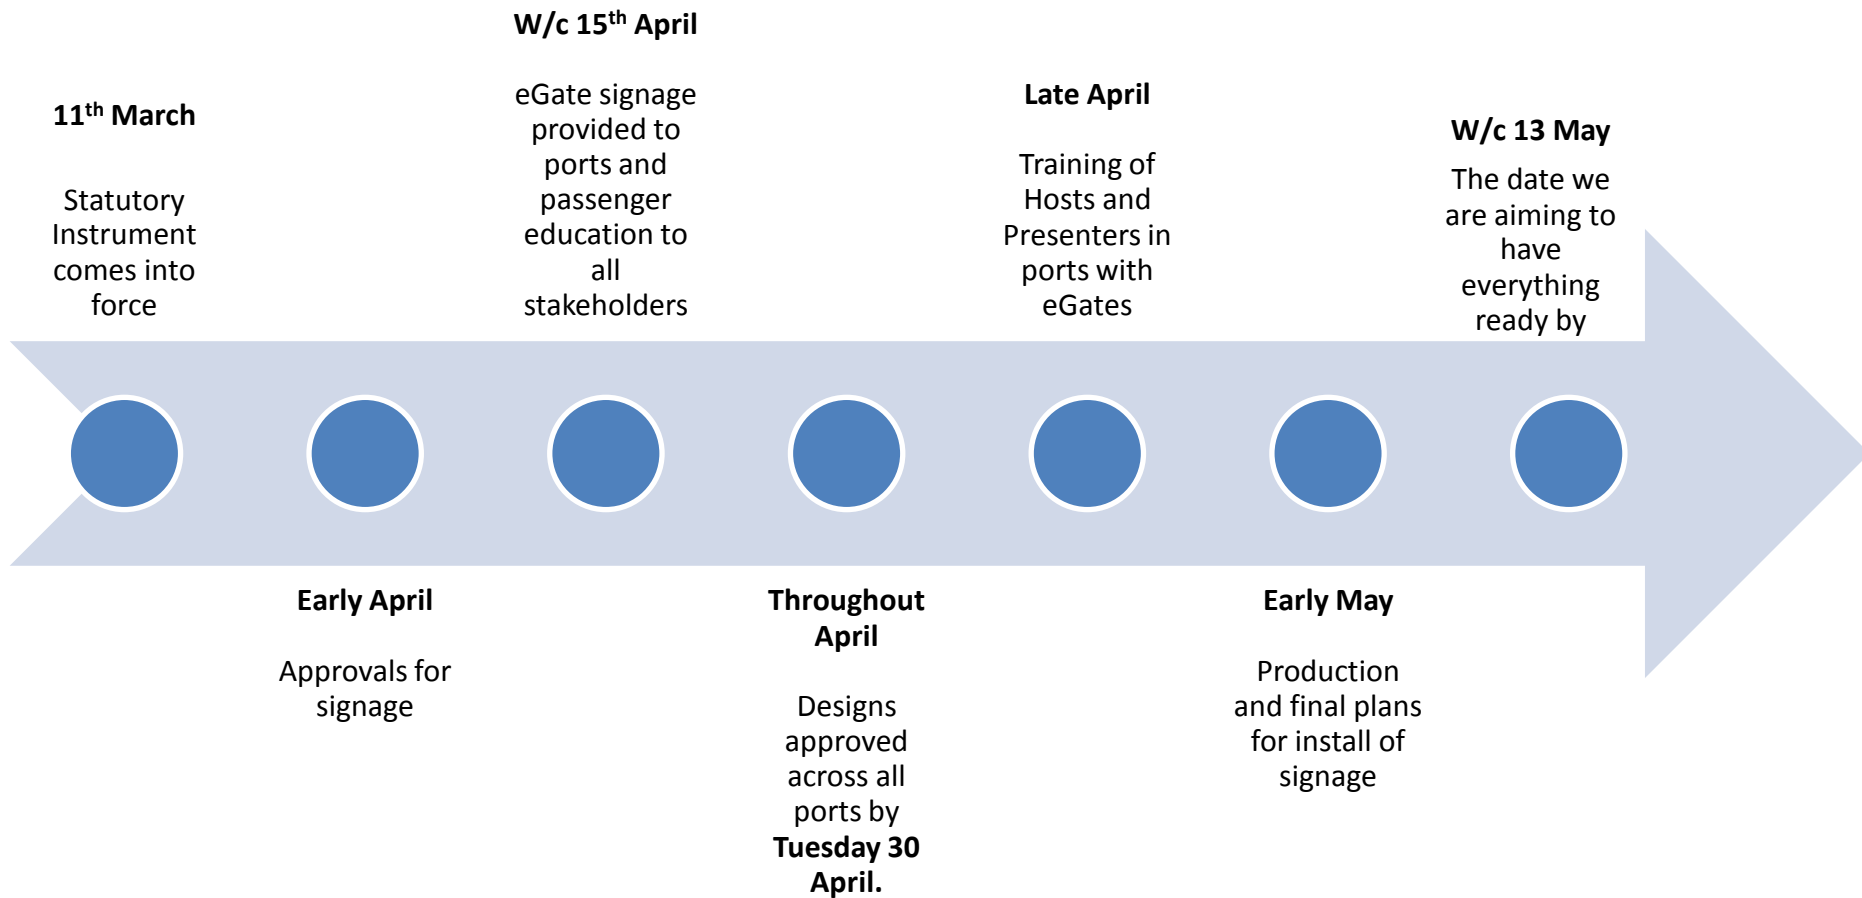 11th March
Statutory
Instrument
comes into
force
Early April
Approvals for
signage
W/c 15th April
eGate signage
provided to
ports and
passenger
education to
all
stakeholders
Throughout
April
Designs
approved
across all
ports by
Tuesday 30
April.
Late April
Training of
Hosts and
Presenters in
ports with
eGates
Early May
Production
and final plans
for install of
signage
W/c 13 May
The date we
are aiming to
have
everything
ready by